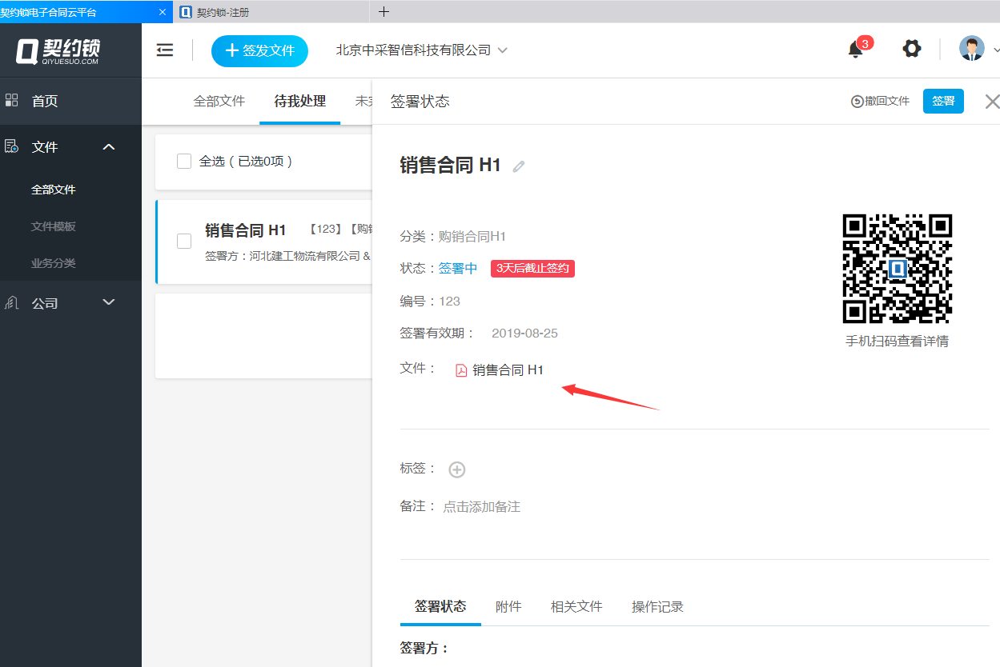 契约锁电子合同云平台
契约锁-注册
契约锁
QIYUESUO.COM
签发文件
北京中采智信科技有限公司
3
首页
文件
全部文件
文件模板
业务分类
公司
全部文件
待我处理
签署状态
撤回文件
签署
全选（已选0项）
销售合同 H1
【123】【购
签署方：河北建工物流有限公司 &
销售合同 H1
分类：购销合同H1
状态：签署中
3天后截止签约
编号：123
签署有效期： 2019-08-25
文件： 销售合同 H1
手机扫码查看详情
标签：
备注： 点击添加备注
签署状态
附件
相关文件
操作记录
签署方：